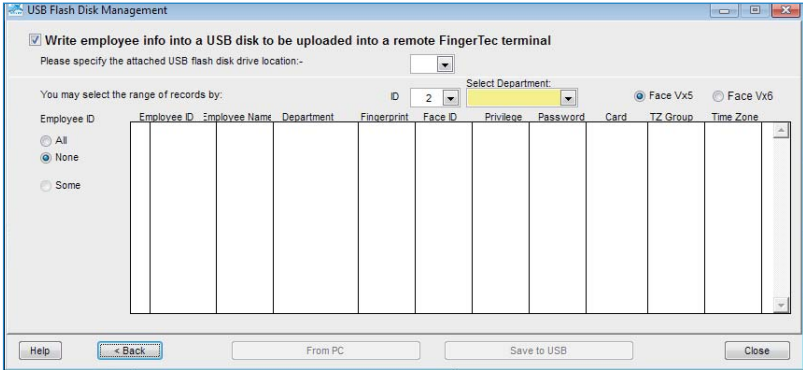 USB Flash Disk Management
Write employee info into a USB disk to be uploaded into a remote FingerTec terminal
Please specify the attached USB flash disk drive location:-
Select Department:
You may select the range of records by: ID 2 Face Vx5 Face Vx6
Employee ID Employee ID Employee Name Department Fingerprint Face ID Privilege Password Card TZ Group Time Zone
All
None
Some
Help < Back From PC Save to USB Close